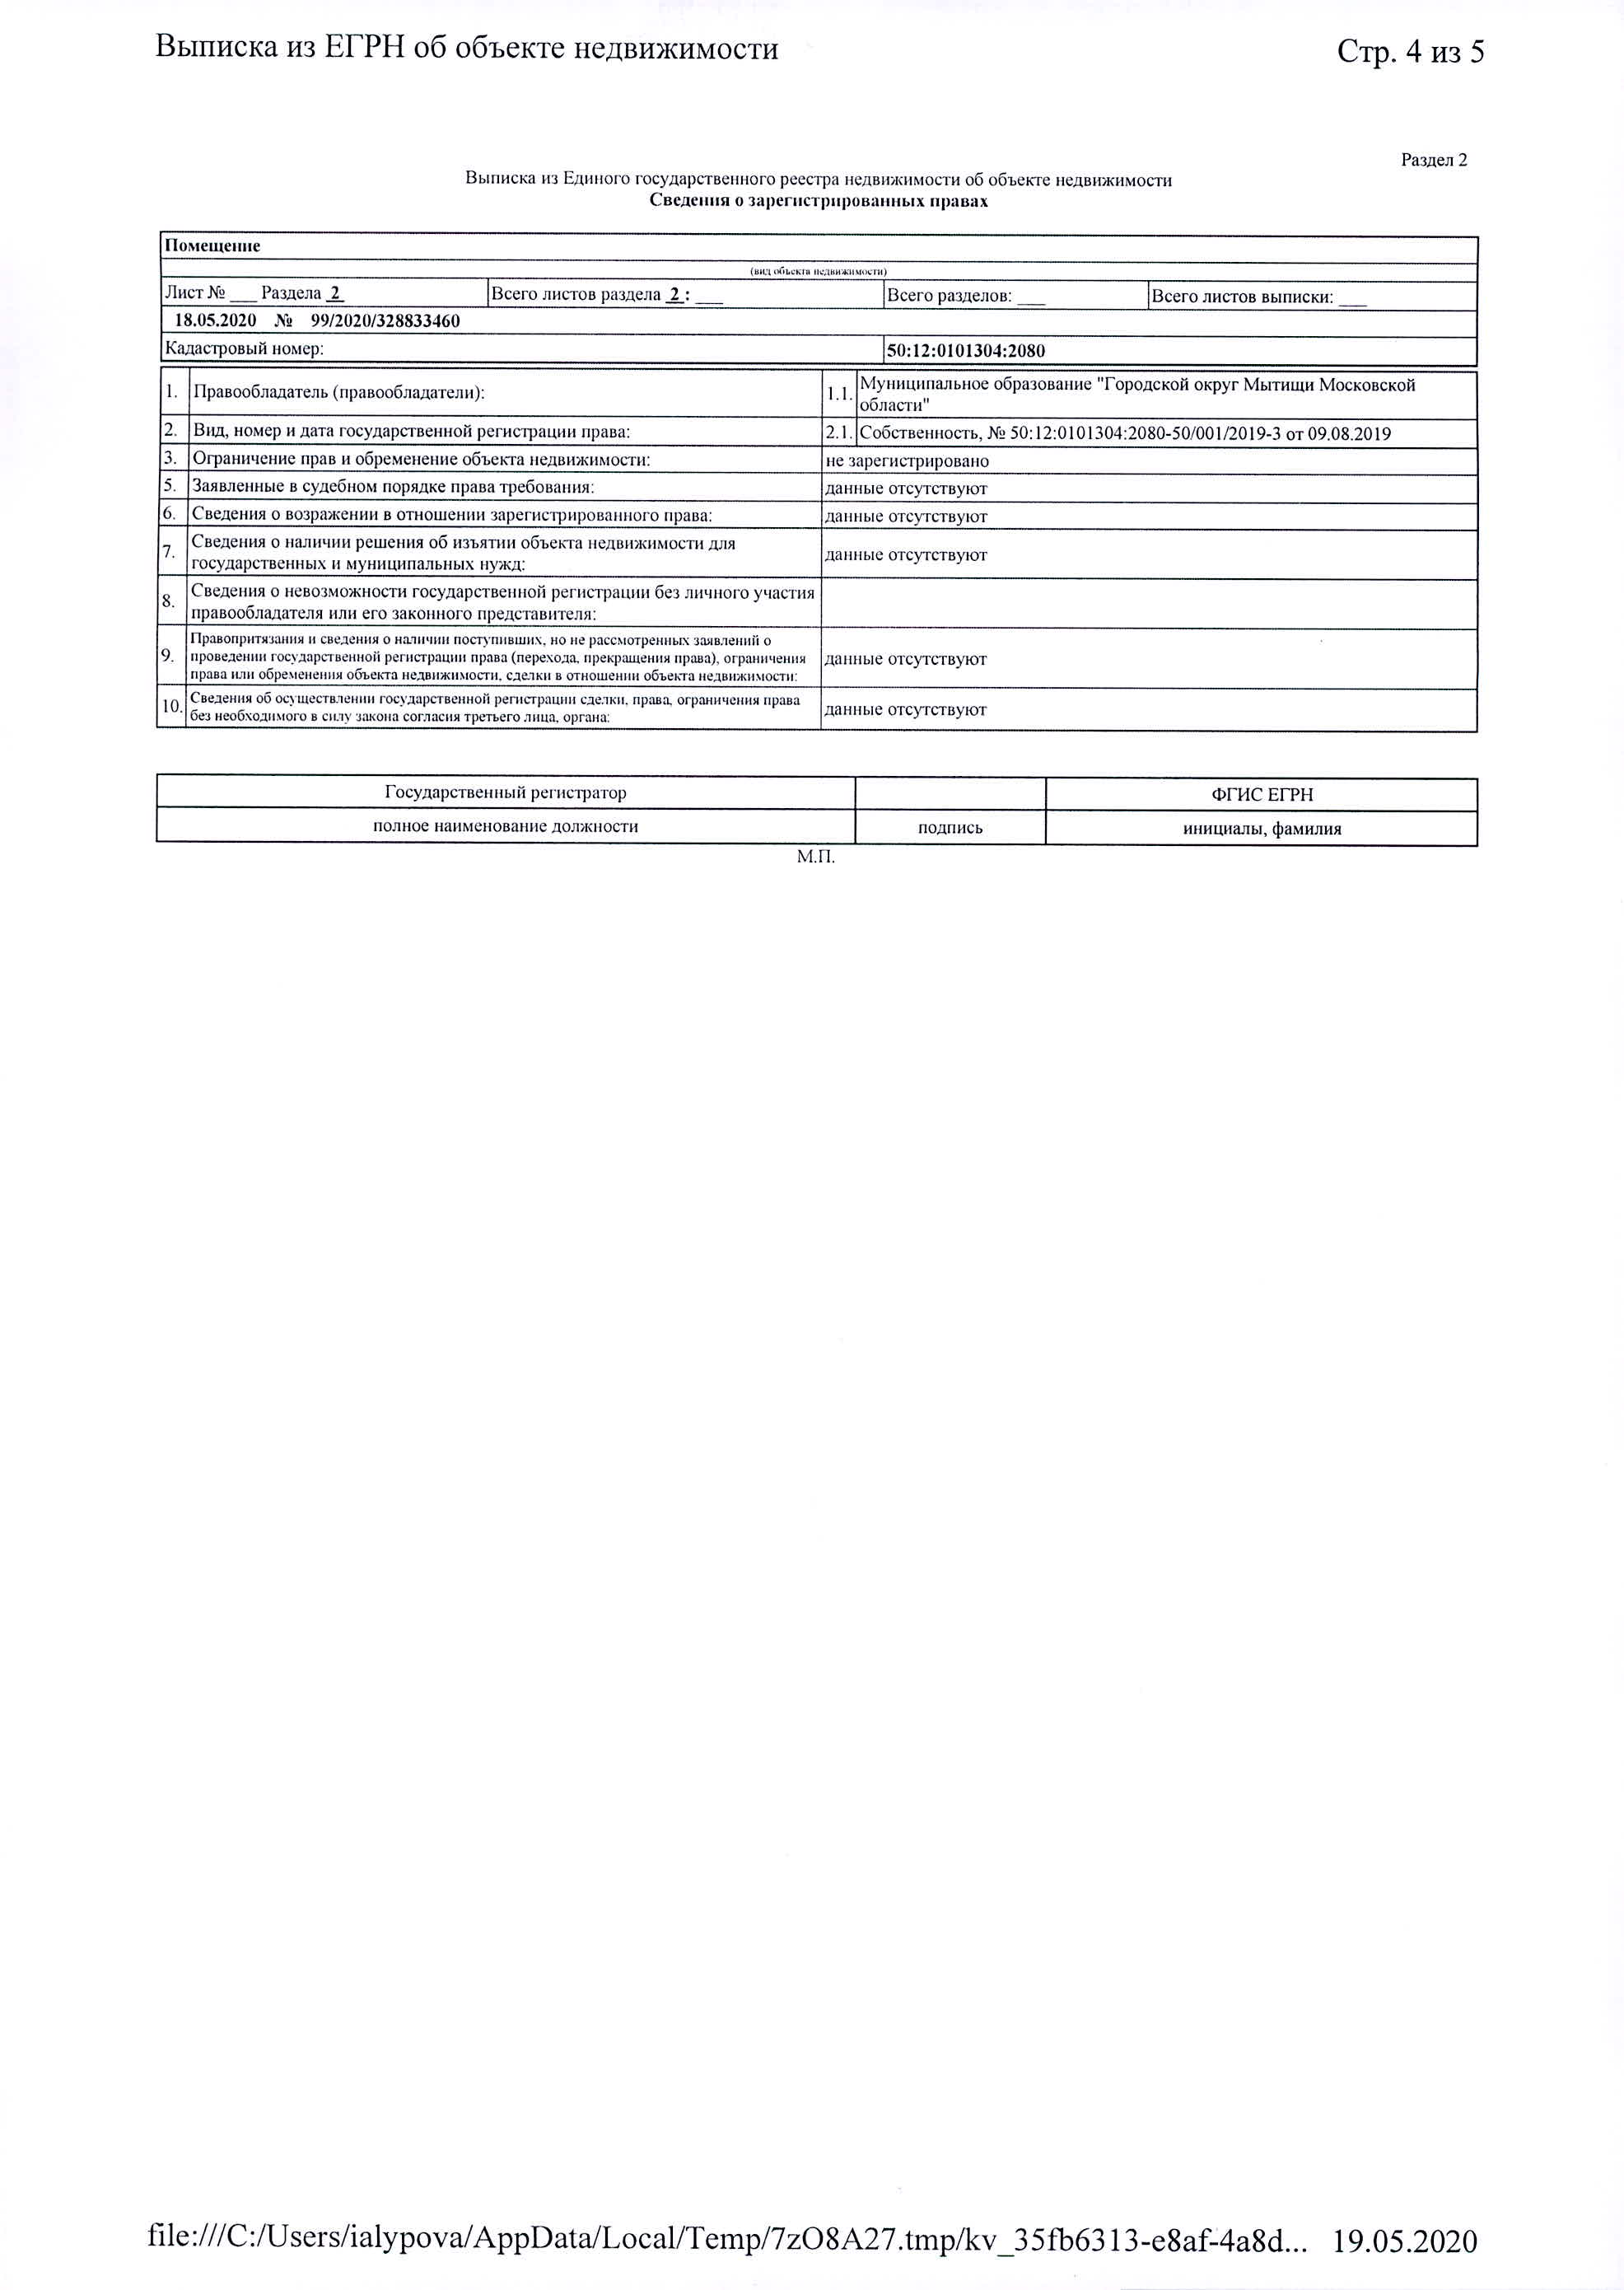 Выписка из ЕГРН об объекте недвижимости
Стр. 4 из 5
Раздел 2
Выписка из Единого государственного реестра недвижимости об объекте недвижимости
Сведения о зарегистрированных правах
Помещение
(вид объекта недвижимости)
Лист № ___ Раздела 2 Всего листов раздела 2 : ___ Всего разделов: ___ Всего листов выписки: ___
18.05.2020 № 99/2020/328833460
Кадастровый номер: 50:12:0101304:2080
1. Правообладатель (правообладатели): 1.1. Муниципальное образование "Городской округ Мытищи Московской
области"
2. Вид, номер и дата государственной регистрации права: 2.1. Собственность, № 50:12:0101304:2080-50/001/2019-3 от 09.08.2019
3. Ограничение прав и обременение объекта недвижимости: не зарегистрировано
5. Заявленные в судебном порядке права требования: данные отсутствуют
6. Сведения о возражении в отношении зарегистрированного права: данные отсутствуют
7. Сведения о наличии решения об изъятии объекта недвижимости для
государственных и муниципальных нужд: данные отсутствуют
8. Сведения о невозможности государственной регистрации без личного участия
правообладателя или его законного представителя:
9. Правопритязания и сведения о наличии поступивших, но не рассмотренных заявлений о
проведении государственной регистрации права (перехода, прекращения права), ограничения
права или обременения объекта недвижимости, сделки в отношении объекта недвижимости: данные отсутствуют
10. Сведения об осуществлении государственной регистрации сделки, права, ограничения права
без необходимого в силу закона согласия третьего лица, органа: данные отсутствуют
Государственный регистратор ФГИС ЕГРН
полное наименование должности подпись инициалы, фамилия
М.П.
file:///C:/Users/ialypova/AppData/Local/Temp/7zO8A27.tmp/kv_35fb6313-e8af-4a8d... 19.05.2020